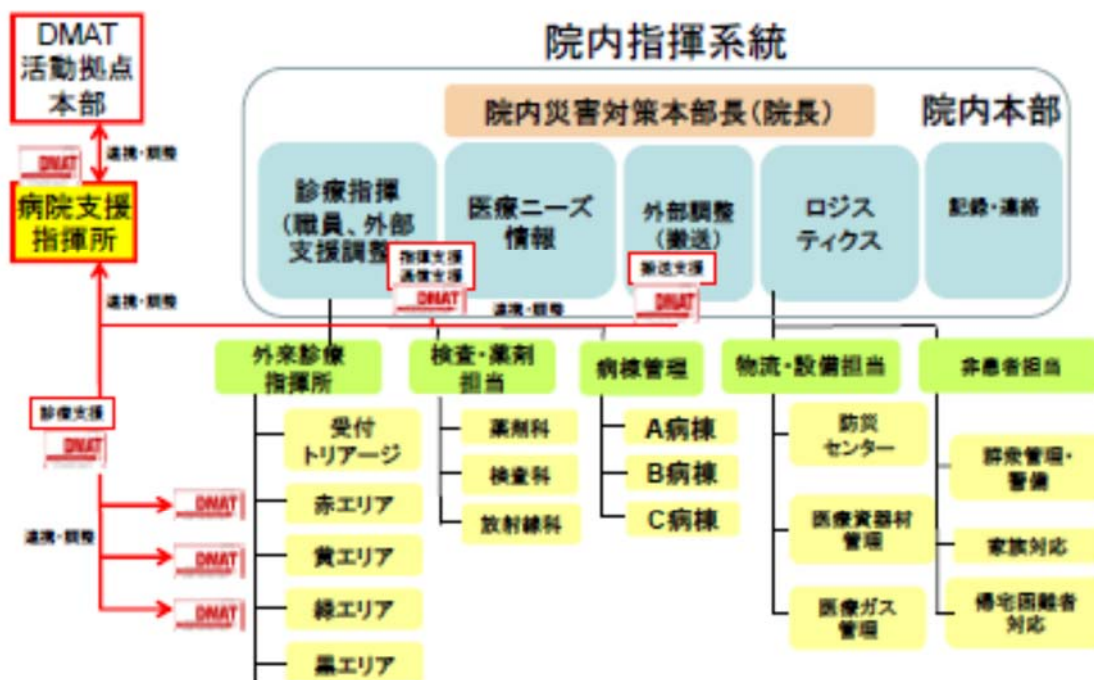 DMAT
活動拠点
本部
連携・調整
DMAT
病院支援
指揮所
連携・調整
診療支援
DMAT
連携・調整
DMAT
DMAT
DMAT
院内指揮系統
院内災害対策本部長(院長)
院内本部
診療指揮
(職員、外部
支援調整
医療ニーズ
情報
外部調整
(搬送)
ロジス
ティクス
記録・連絡
指揮支援
通信支援
DMAT
搬送支援
DMAT
連携・調整
外来診療
指揮所
受付
トリアージ
赤エリア
黄エリア
緑エリア
黒エリア
検査・薬剤
担当
薬剤科
検査科
放射線科
病棟管理
A病棟
B病棟
C病棟
物流・設備担当
防災
センター
医療資器材
管理
医療ガス
管理
非患者担当
群衆管理・
警備
家族対応
帰宅困難者
対応